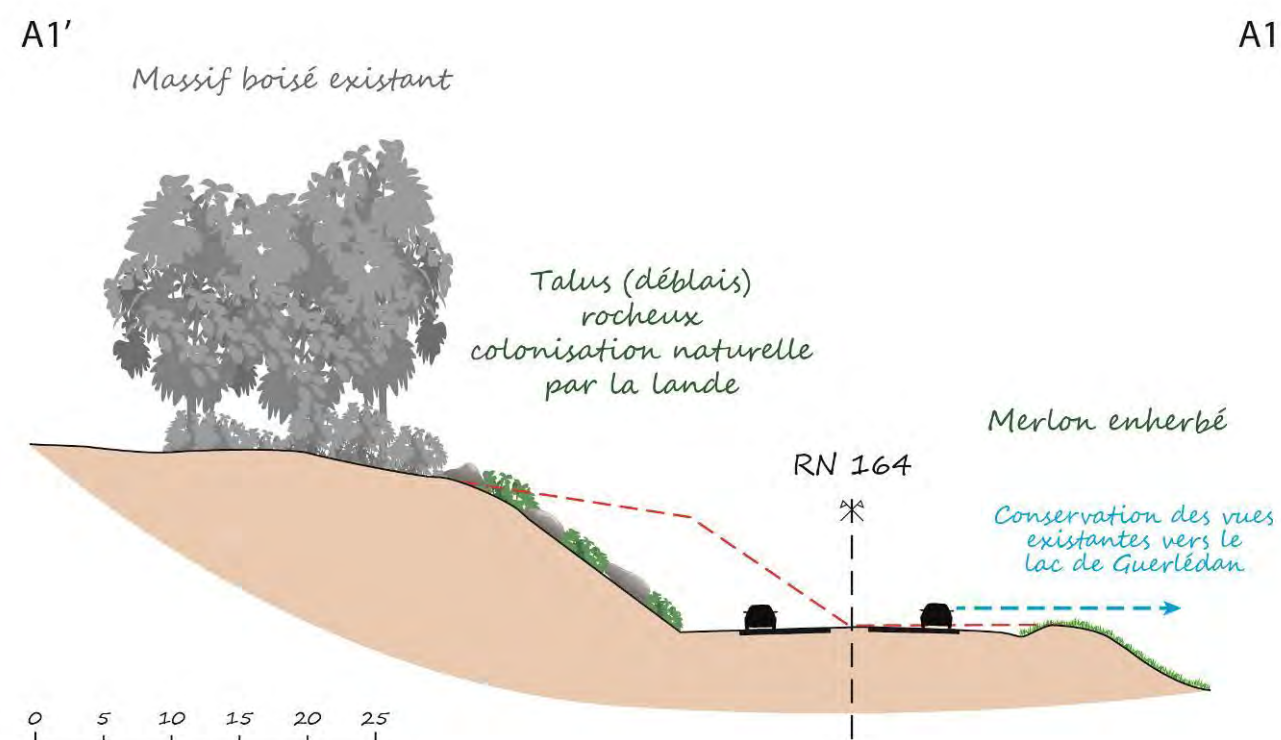 A1'
A1
Massif boisé existant
Talus (déblais)
rocheux
colonisation naturelle
par la lande
Merlon enherbé
RN 164
Conservation des vues
existantes vers le
lac de Guerlédan
0 5 10 15 20 25